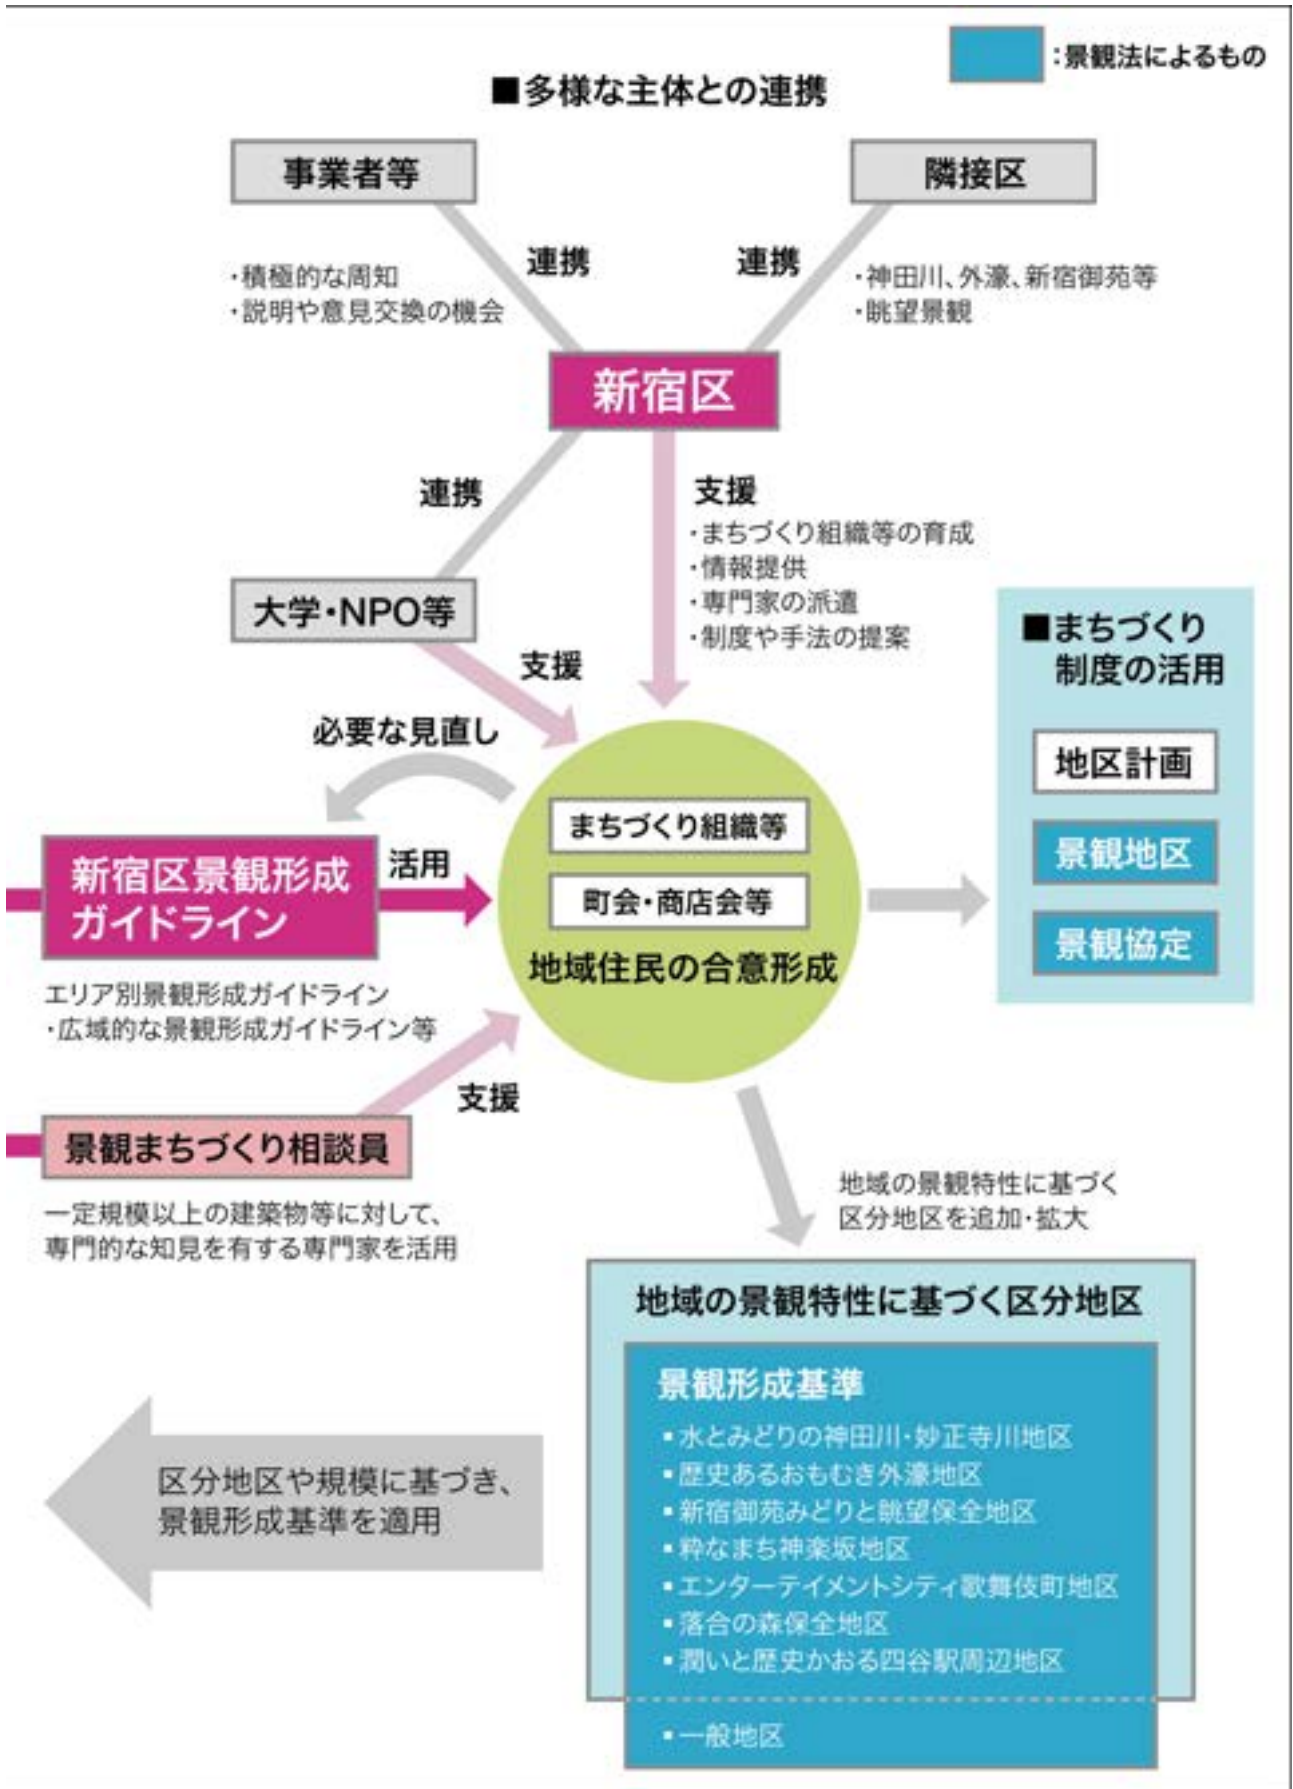 :景観法によるもの
■多様な主体との連携
事業者等
隣接区
連携
連携
・積極的な周知
・説明や意見交換の機会
・神田川、外濠、新宿御苑等
・眺望景観
新宿区
連携
支援
・まちづくり組織等の育成
・情報提供
・専門家の派遣
・制度や手法の提案
大学・NPO等
支援
■まちづくり
制度の活用
地区計画
景観地区
景観協定
必要な見直し
まちづくり組織等
町会・商店会等
地域住民の合意形成
新宿区景観形成
ガイドライン
活用
エリア別景観形成ガイドライン
・広域的な景観形成ガイドライン等
支援
景観まちづくり相談員
一定規模以上の建築物等に対して、
専門的な知見を有する専門家を活用
地域の景観特性に基づく
区分地区を追加・拡大
地域の景観特性に基づく区分地区
景観形成基準
▪水とみどりの神田川・妙正寺川地区
▪歴史あるおもむき外濠地区
▪新宿御苑みどりと眺望保全地区
▪粋なまち神楽坂地区
▪エンターテイメントシティ歌舞伎町地区
▪落合の森保全地区
▪潤いと歴史かおる四谷駅周辺地区
▪一般地区
区分地区や規模に基づき、
景観形成基準を適用